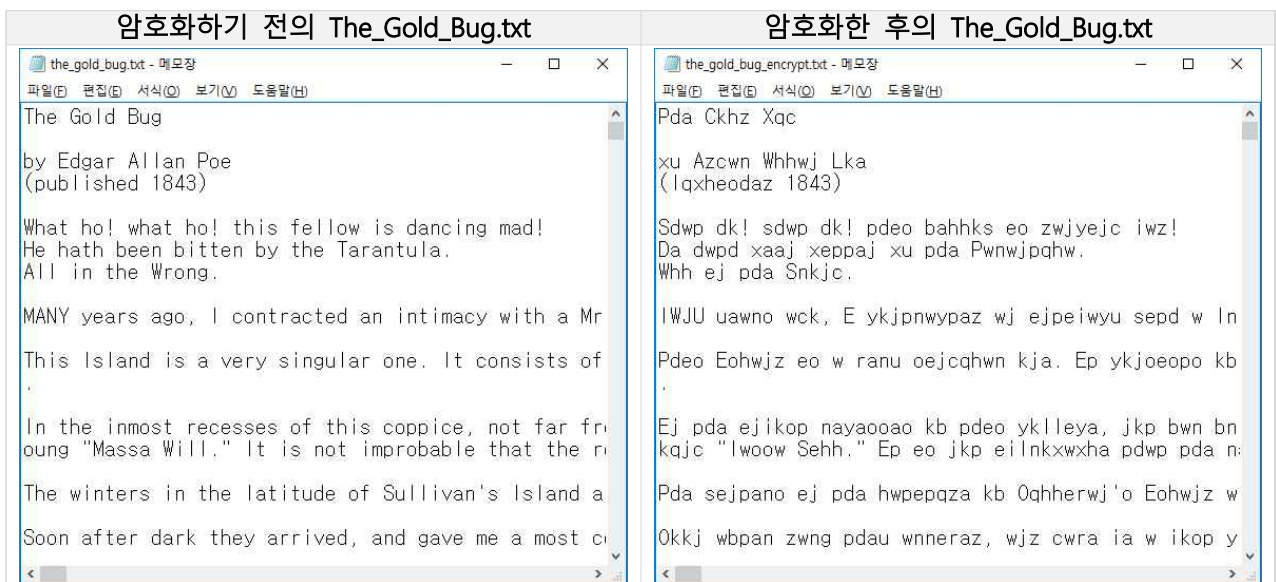 암호화하기 전의 The_Gold_Bug.txt
the_gold_bug.txt - 메모장
파일(F) 편집(E) 서식(O) 보기(V) 도움말(H)
The Gold Bug
by Edgar Allan Poe
(published 1843)
What ho! what ho! this fellow is dancing mad!
He hath been bitten by the Tarantula.
All in the Wrong.
MANY years ago, I contracted an intimacy with a Mr
This Island is a very singular one. It consists of
.
In the inmost recesses of this coppice, not far fr
oung "Massa Will." It is not improbable that the r
The winters in the latitude of Sullivan's Island a
Soon after dark they arrived, and gave me a most c
암호화한 후의 The_Gold_Bug.txt
the_gold_bug_encrypt.txt - 메모장
파일(F) 편집(E) 서식(O) 보기(V) 도움말(H)
Pda Ckhz Xqc
xu Azcwn Whhwj Lka
(lqxheodaz 1843)
Sdwp dk! sdwp dk! pdeo bahhks eo zwjyejc iwz!
Da dwpd xaaj xeppaj xu pda Pwnwjpqhw.
Whh ej pda Snkjc.
IWJU uawno wck, E ykjpnwypaz wj ejpeiwyu sepd w In
Pdeo Eohwjz eo w ranu oejcqhwn kja. Ep ykjoeopo kb
.
Ej pda ejikop nayaooao kb pdeo yklleya, jkp bwn bn
kqjc "Iwoow Sehh." Ep eo jkp eilnkxwxha pdwp pda n
Pda sejpano ej pda hwpepqza kb Oqhherwj'o Eohwjz w
Okkj wbpan zwng pdau wnneraz, wjz cwra ia w ikop y